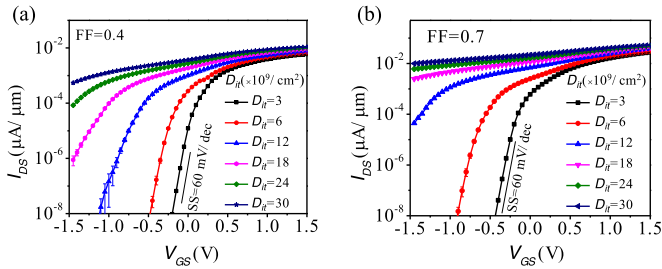 (a)
FF=0.4
D_it(×10^9/ cm^2)
D_it=3
D_it=6
D_it=12
D_it=18
D_it=24
D_it=30
SS=60 mV/ dec
10^-2
10^-4
10^-6
10^-8
I_DS(μA/ μm)
-1.5 -1.0 -0.5 0.0 0.5 1.0 1.5
V_GS(V)
(b)
FF=0.7
D_it(×10^9/ cm^2)
D_it=3
D_it=6
D_it=12
D_it=18
D_it=24
D_it=30
SS=60 mV/ dec
10^0
10^-2
10^-4
10^-6
10^-8
I_DS(μA/ μm)
-1.5 -1.0 -0.5 0.0 0.5 1.0 1.5
V_GS(V)